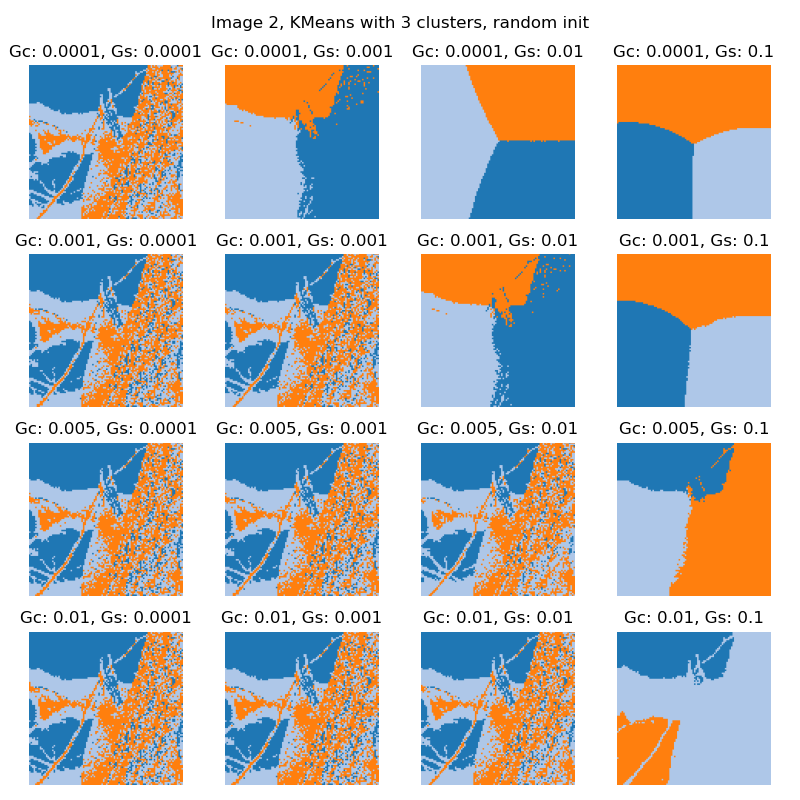 Image 2, KMeans with 3 clusters, random init
Gc: 0.0001, Gs: 0.0001
Gc: 0.0001, Gs: 0.001
Gc: 0.0001, Gs: 0.01
Gc: 0.0001, Gs: 0.1
Gc: 0.001, Gs: 0.0001
Gc: 0.001, Gs: 0.001
Gc: 0.001, Gs: 0.01
Gc: 0.001, Gs: 0.1
Gc: 0.005, Gs: 0.0001
Gc: 0.005, Gs: 0.001
Gc: 0.005, Gs: 0.01
Gc: 0.005, Gs: 0.1
Gc: 0.01, Gs: 0.0001
Gc: 0.01, Gs: 0.001
Gc: 0.01, Gs: 0.01
Gc: 0.01, Gs: 0.1